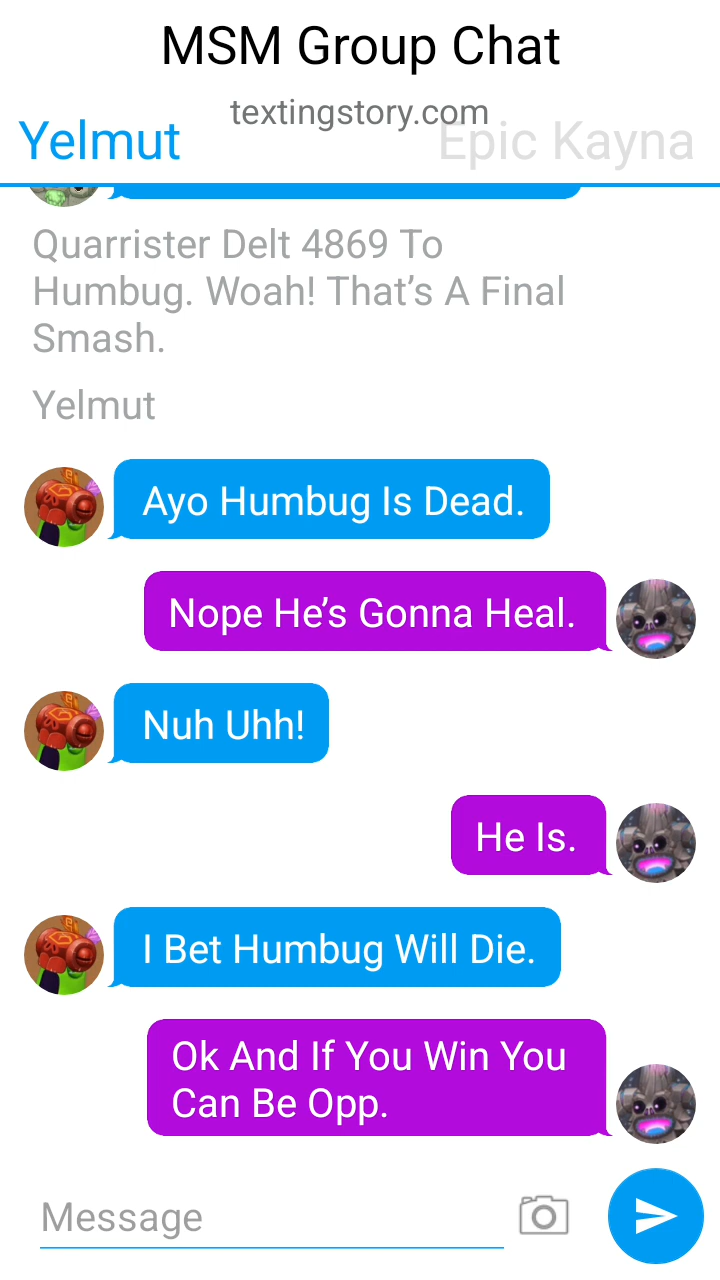 MSM Group Chat
textingstory.com
Yelmut
Epic Kayna
Quarrister Delt 4869 To
Humbug. Woah! That’s A Final
Smash.
Yelmut
Ayo Humbug Is Dead.
Nope He’s Gonna Heal.
Nuh Uhh!
He Is.
I Bet Humbug Will Die.
Ok And If You Win You
Can Be Opp.
Message